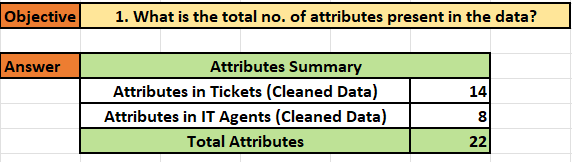 Objective 1. What is the total no. of attributes present in the data?
Answer Attributes Summary
Attributes in Tickets (Cleaned Data) 14
Attributes in IT Agents (Cleaned Data) 8
Total Attributes 22